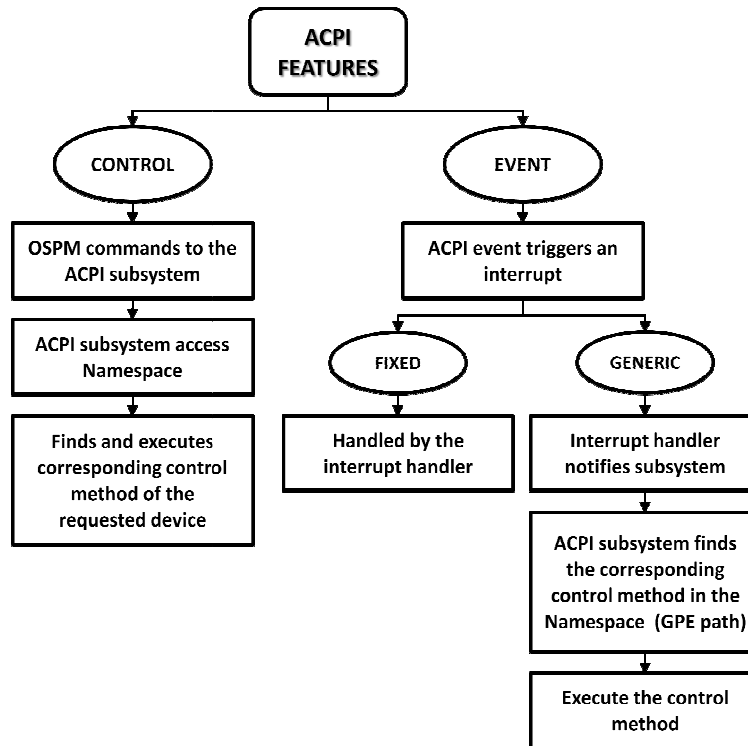 ACPI
FEATURES
CONTROL
OSPM commands to the
ACPI subsystem
ACPI subsystem access
Namespace
Finds and executes
corresponding control
method of the
requested device
EVENT
ACPI event triggers an
interrupt
FIXED
Handled by the
interrupt handler
GENERIC
Interrupt handler
notifies subsystem
ACPI subsystem finds
the corresponding
control method in the
Namespace (GPE path)
Execute the control
method